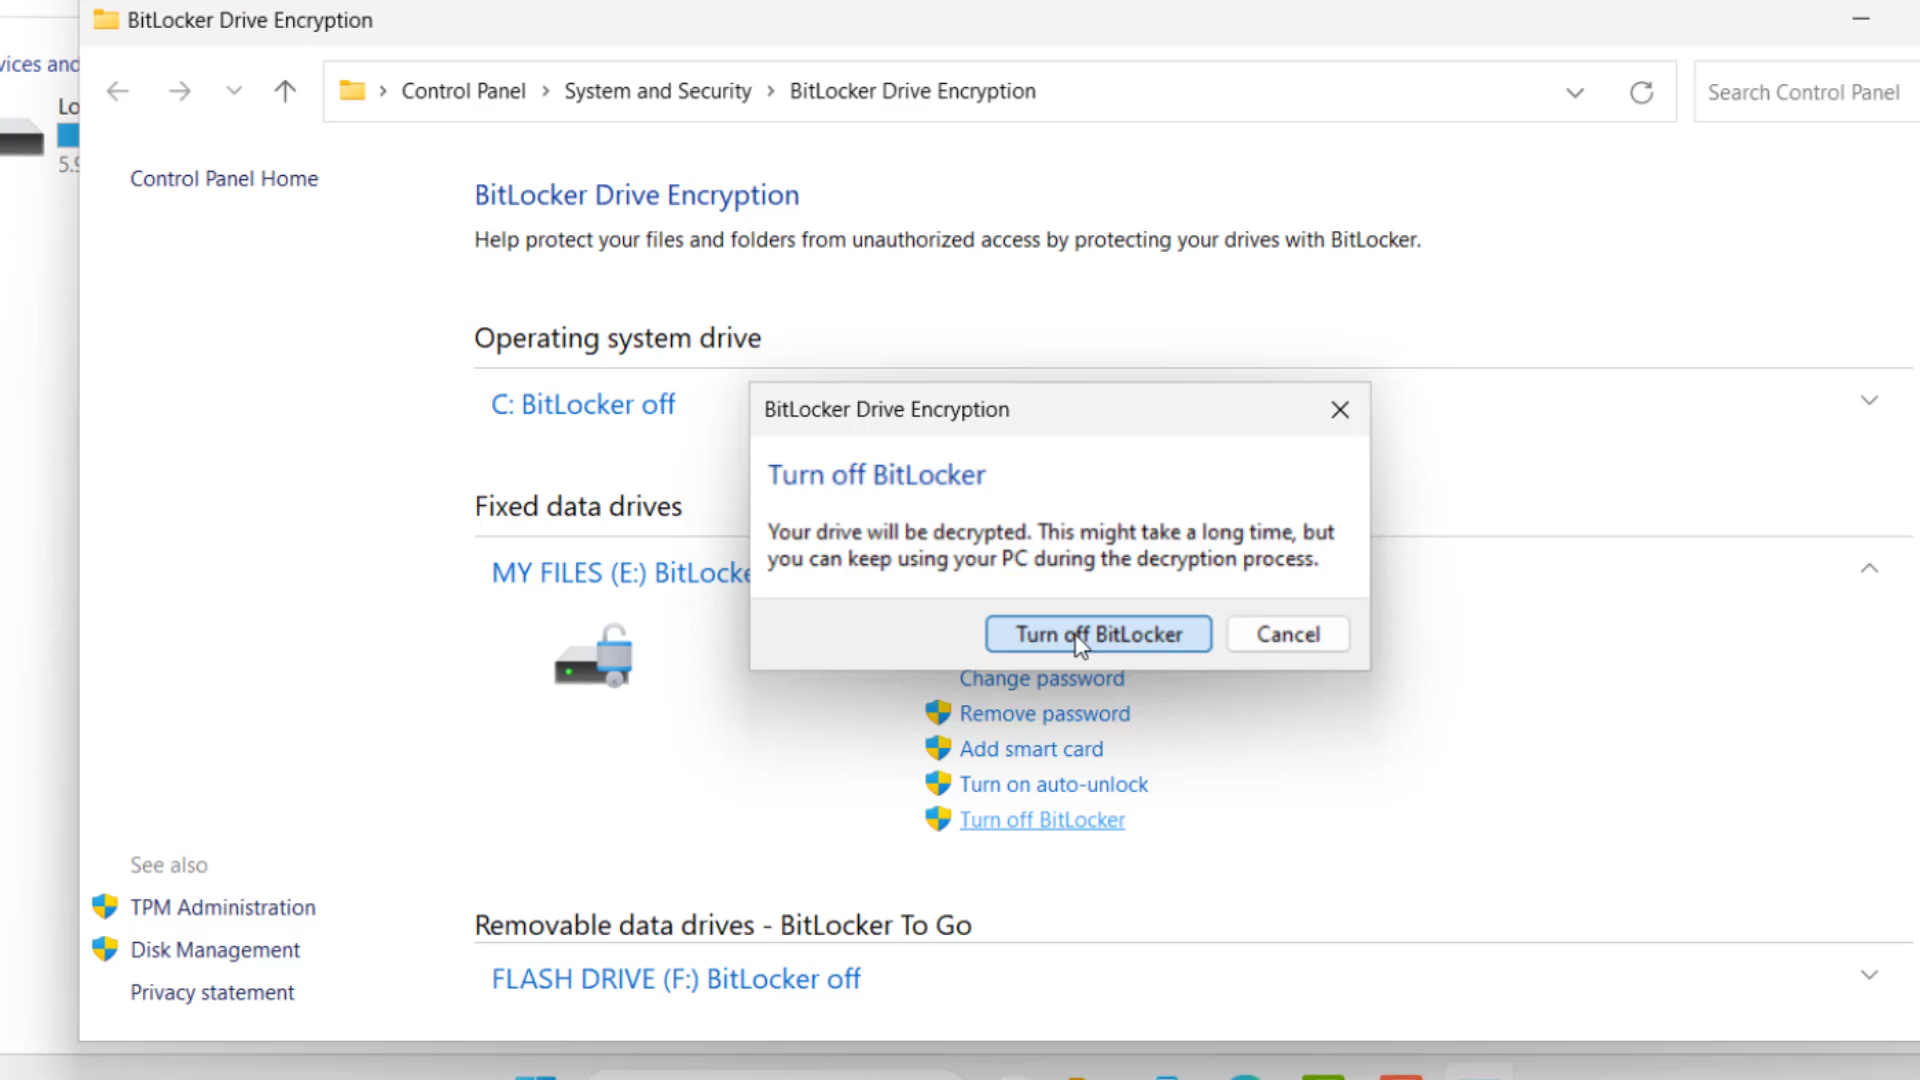 BitLocker Drive Encryption
vices and
Control Panel > System and Security > BitLocker Drive Encryption
Search Control Panel
Lo
5.9
Control Panel Home
BitLocker Drive Encryption
Help protect your files and folders from unauthorized access by protecting your drives with BitLocker.
Operating system drive
C: BitLocker off
BitLocker Drive Encryption
Turn off BitLocker
Your drive will be decrypted. This might take a long time, but
you can keep using your PC during the decryption process.
Turn off BitLocker
Cancel
Fixed data drives
MY FILES (E:) BitLocke
Change password
Remove password
Add smart card
Turn on auto-unlock
Turn off BitLocker
See also
TPM Administration
Disk Management
Privacy statement
Removable data drives - BitLocker To Go
FLASH DRIVE (F:) BitLocker off